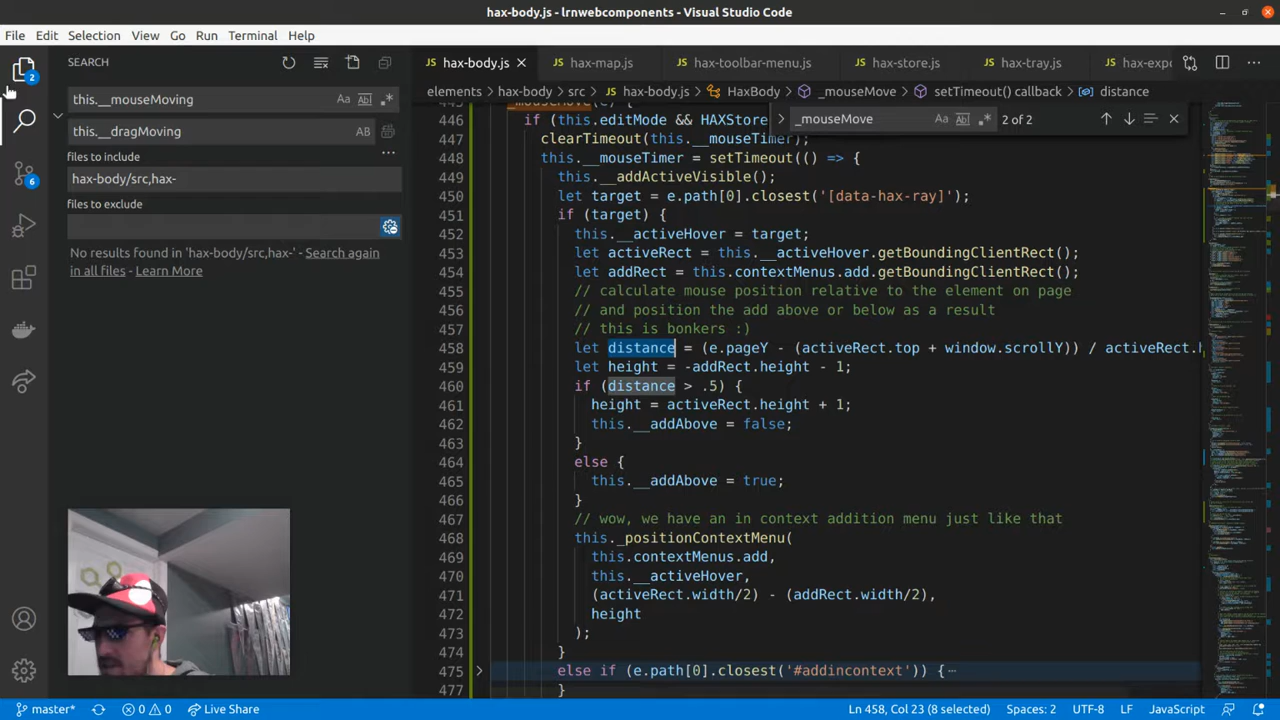 hax-body.js - lrnwebcomponents - Visual Studio Code
File Edit Selection View Go Run Terminal Help
SEARCH
hax-body.js
hax-map.js
hax-toolbar-menu.js
hax-store.js
hax-tray.js
hax-expo
2
this.__mouseMoving
elements > hax-body > src > hax-body.js > HaxBody > _mouseMove > setTimeout() callback > distance
this.__dragMoving AB
_mouseMove Aa 2 of 2
files to include
hax-body/src,hax-
6
files to exclude
No results found in 'hax-body/src,hax-' - Search again
in all files - Learn More
445 _mouseMove(e) {
446 if (this.editMode && HAXStore
447 clearTimeout(this.__mouseTimer);
448 this.__mouseTimer = setTimeout(() => {
449 this.__addActiveVisible();
450 let target = e.path[0].closest('[data-hax-ray]');
451 if (target) {
452 this.__activeHover = target;
453 let activeRect = this.__activeHover.getBoundingClientRect();
454 let addRect = this.contextMenus.add.getBoundingClientRect();
455 // calculate mouse position relative to the element on page
456 // and position the add above or below as a result
457 // this is bonkers :)
458 let distance = (e.pageY - (activeRect.top + window.scrollY)) / activeRect.h
459 let height = -addRect.height - 1;
460 if (distance > .5) {
461 height = activeRect.height + 1;
462 this.__addAbove = false;
463 }
464 else {
465 this.__addAbove = true;
466 }
467 // wow, we have an in context addition menu just like that
468 this._positionContextMenu(
469 this.contextMenus.add,
470 this.__activeHover,
471 (activeRect.width/2) - (addRect.width/2),
472 height
473 );
474 }
475 else if (e.path[0].closest('#addincontext')) {
477 }
master* 0 0 Live Share Ln 458, Col 23 (8 selected) Spaces: 2 UTF-8 LF JavaScript